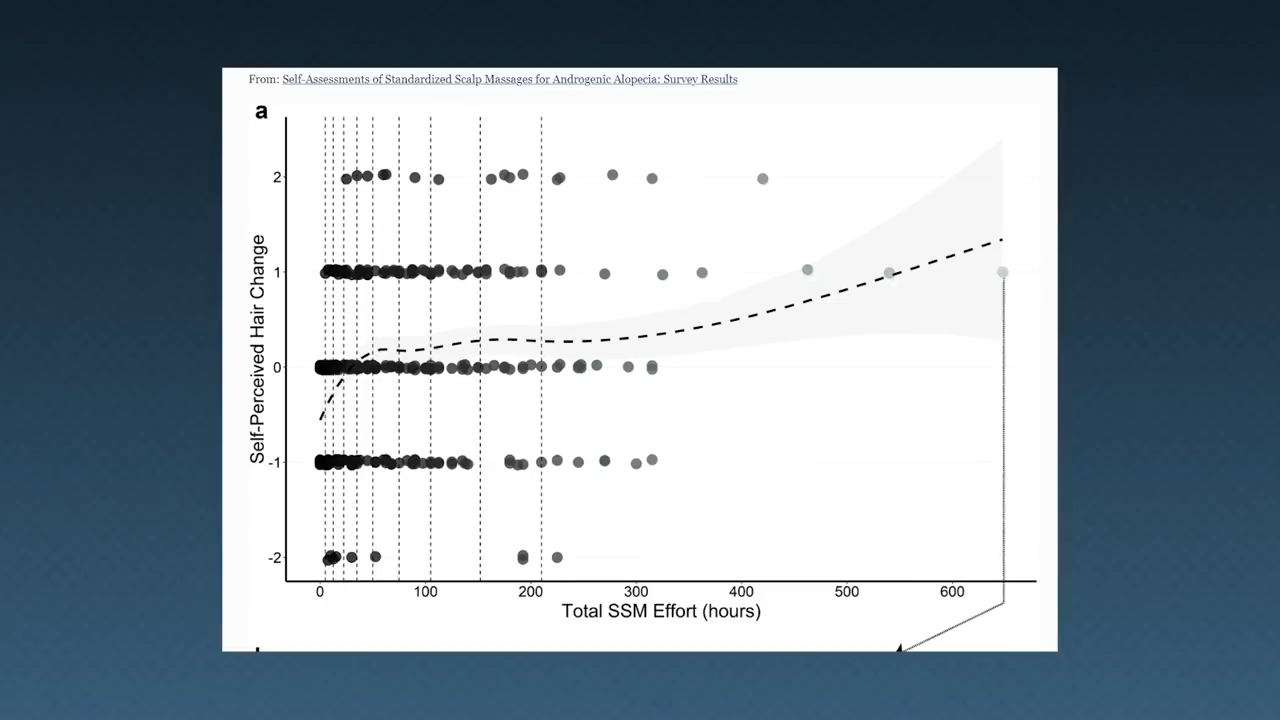 From: Self-Assessments of Standardized Scalp Massages for Androgenic Alopecia: Survey Results
a
Self-Perceived Hair Change
2
1
0
-1
-2
0 100 200 300 400 500 600
Total SSM Effort (hours)